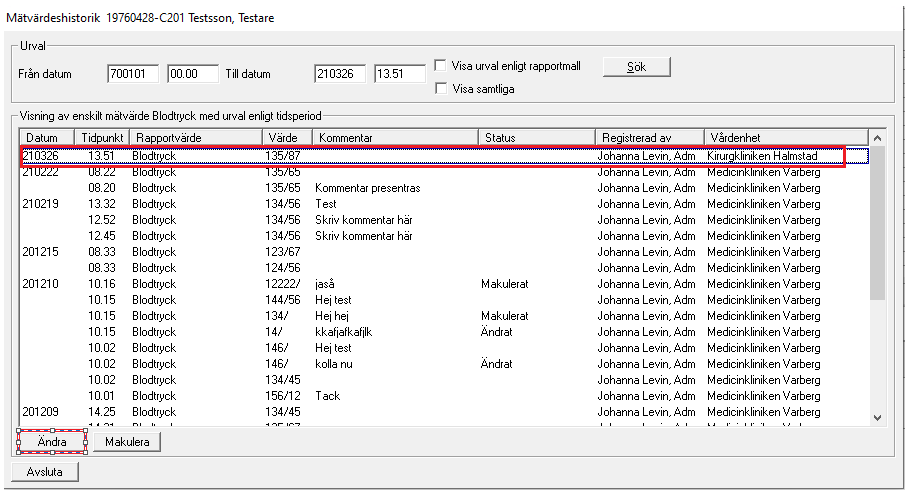 Mätvärdeshistorik 19760428-C201 Testsson, Testare
Urval
Från datum 700101 00.00 Till datum 210326 13.51 Visa urval enligt rapportmall Sök
Visa samtliga
Visning av enskilt mätvärde Blodtryck med urval enligt tidsperiod
Datum Tidpunkt Rapportvärde Värde Kommentar Status Registrerad av Vårdenhet
210326 13.51 Blodtryck 135/87 Johanna Levin, Adm Kirurgkliniken Halmstad
210222 08.22 Blodtryck 135/65 Johanna Levin, Adm Medicinkliniken Varberg
08.20 Blodtryck 135/65 Kommentar presentras Johanna Levin, Adm Medicinkliniken Varberg
210219 13.32 Blodtryck 134/56 Test Johanna Levin, Adm Medicinkliniken Varberg
12.52 Blodtryck 134/56 Skriv kommentar här Johanna Levin, Adm Medicinkliniken Varberg
12.45 Blodtryck 134/56 Skriv kommentar här Johanna Levin, Adm Medicinkliniken Varberg
201215 08.33 Blodtryck 123/67 Johanna Levin, Adm Medicinkliniken Varberg
08.33 Blodtryck 124/56 Johanna Levin, Adm Medicinkliniken Varberg
201210 10.16 Blodtryck 12222/ jaså Makulerat Johanna Levin, Adm Medicinkliniken Varberg
10.15 Blodtryck 144/56 Hej test Johanna Levin, Adm Medicinkliniken Varberg
10.15 Blodtryck 134/ Hej hej Makulerat Johanna Levin, Adm Medicinkliniken Varberg
10.15 Blodtryck 14/ kkafjafkafjlk Ändrat Johanna Levin, Adm Medicinkliniken Varberg
10.02 Blodtryck 146/ Hej test Johanna Levin, Adm Medicinkliniken Varberg
10.02 Blodtryck 146/ kolla nu Ändrat Johanna Levin, Adm Medicinkliniken Varberg
10.02 Blodtryck 134/45 Johanna Levin, Adm Medicinkliniken Varberg
10.01 Blodtryck 156/12 Tack Johanna Levin, Adm Medicinkliniken Varberg
201209 14.25 Blodtryck 134/45 Johanna Levin, Adm Medicinkliniken Varberg
Ändra Makulera
Avsluta